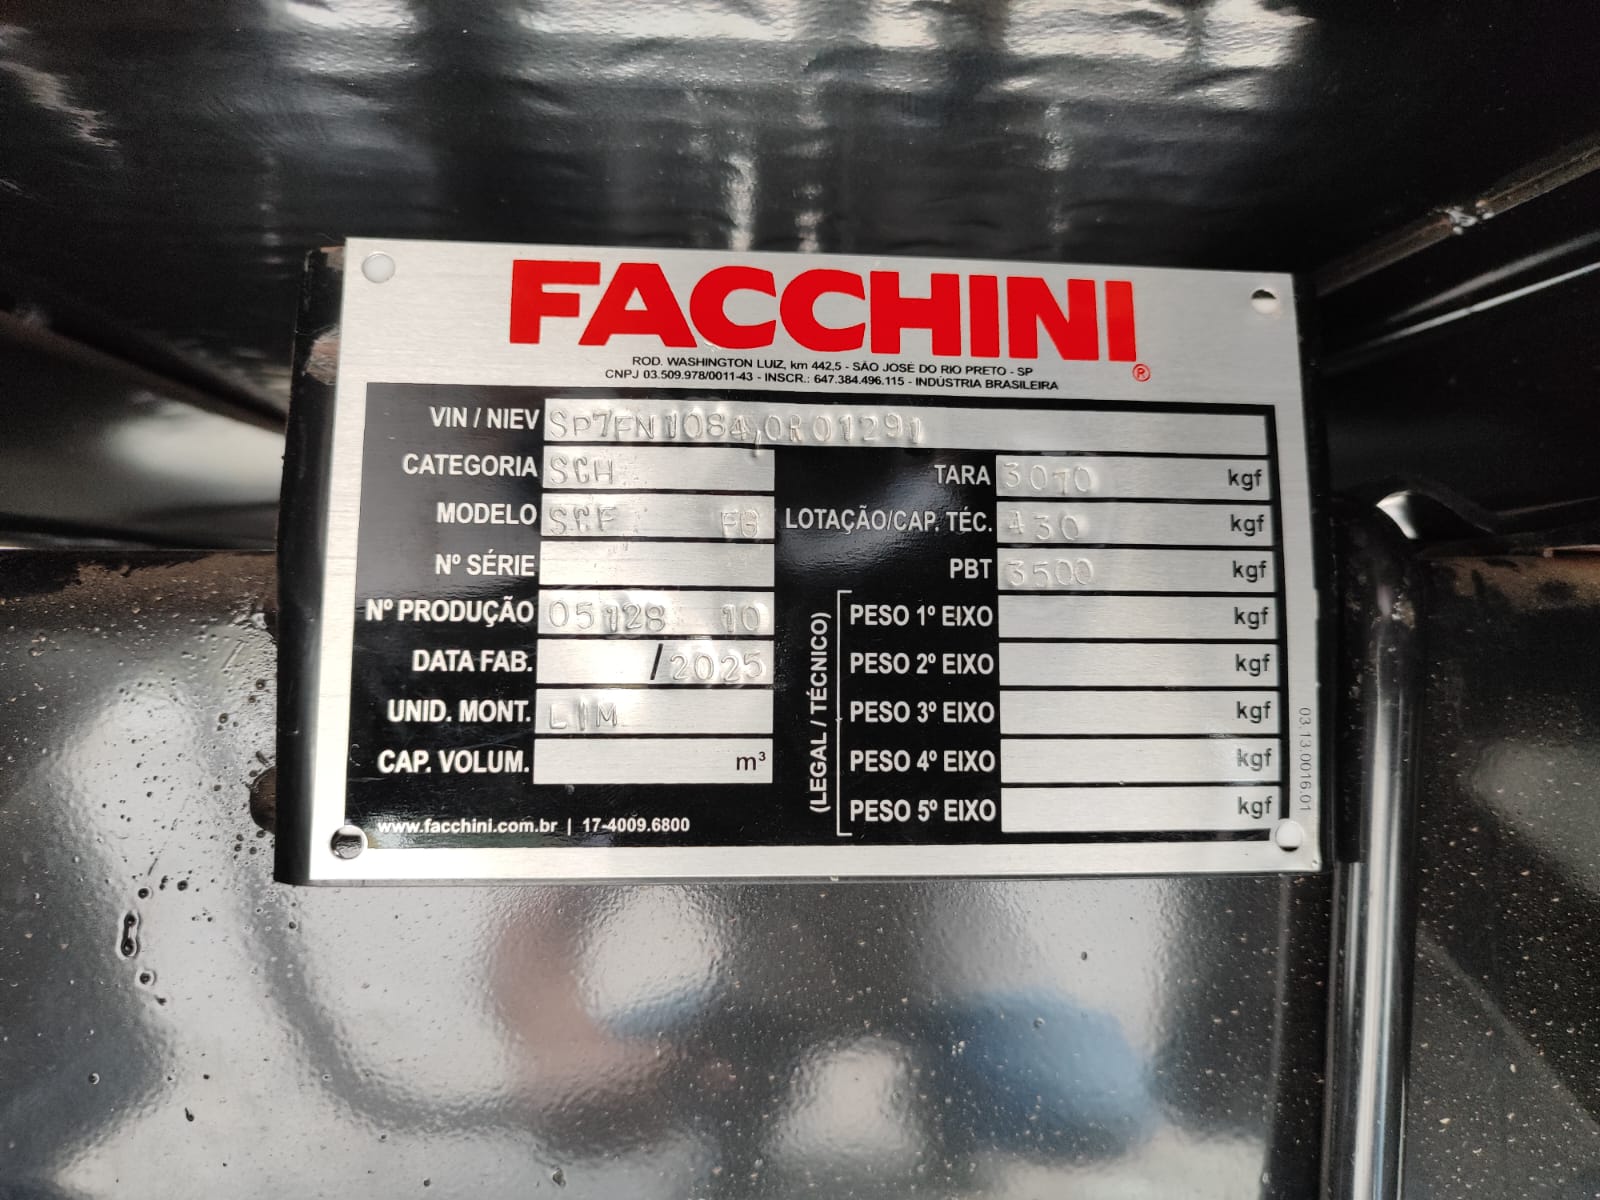 FACCHINI®
ROD. WASHINGTON LUIZ, km 442,5 - SÃO JOSÉ DO RIO PRETO - SP
CNPJ 03.509.978/0011-43 - INSCR.: 647.384.496.115 - INDÚSTRIA BRASILEIRA
VIN / NIEV SP7FN1084,0R01291
CATEGORIA SCH
MODELO SCF FG
Nº SÉRIE
Nº PRODUÇÃO 05128 10
DATA FAB. /2025
UNID. MONT. LIM
CAP. VOLUM. m³
TARA 3070 kgf
LOTAÇÃO/CAP. TÉC. 430 kgf
PBT 3500 kgf
(LEGAL / TÉCNICO)
PESO 1º EIXO kgf
PESO 2º EIXO kgf
PESO 3º EIXO kgf
PESO 4º EIXO kgf
PESO 5º EIXO kgf
www.facchini.com.br | 17-4009.6800
03.13.0016.01